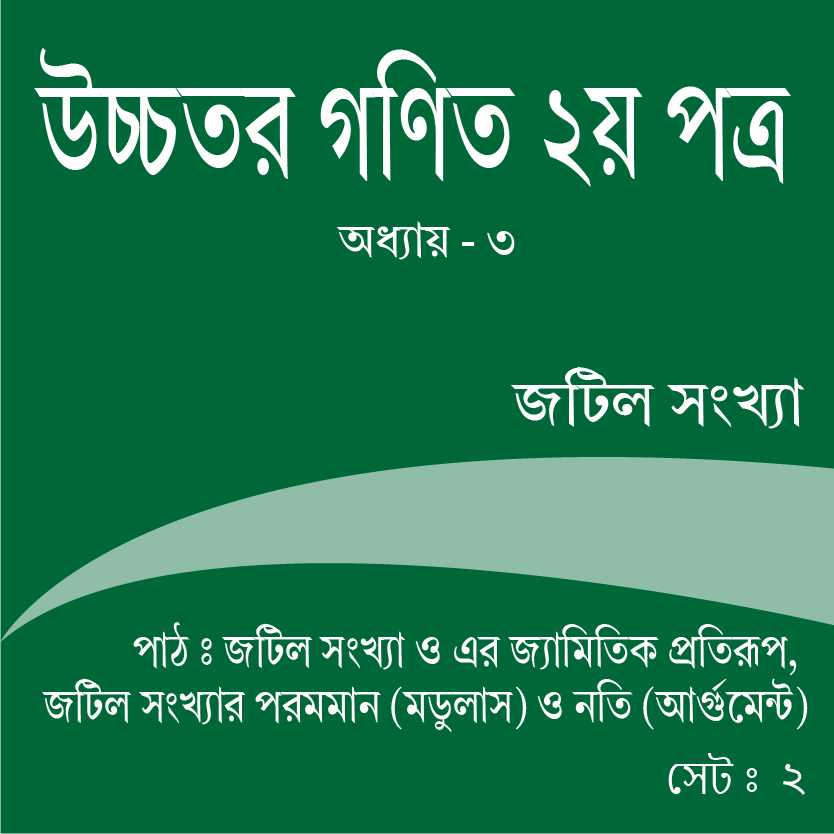 উচ্চতর গণিত ২য় পত্র
অধ্যায় - ৩
জটিল সংখ্যা
পাঠ ঃ জটিল সংখ্যা ও এর জ্যামিতিক প্রতিরূপ,
জটিল সংখ্যার পরমমান (মডুলাস) ও নতি (আর্গুমেন্ট)
সেট ঃ ২